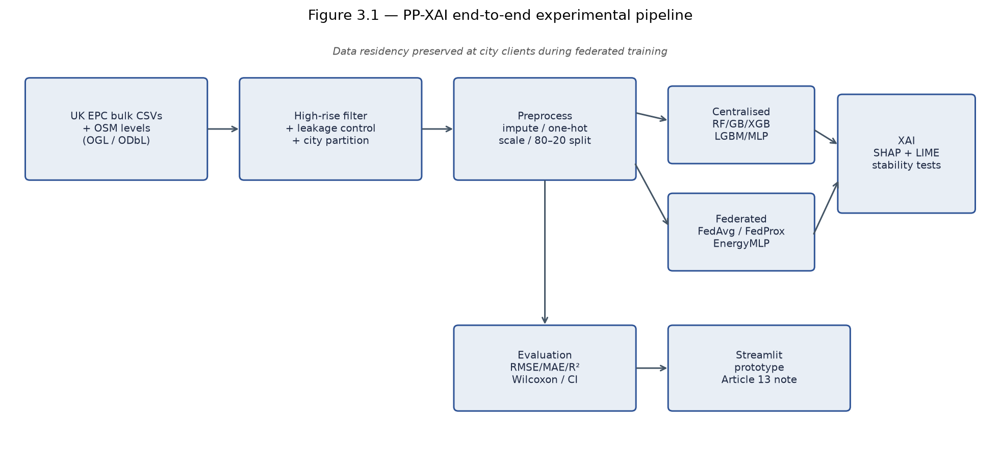 Figure 3.1 — PP-XAI end-to-end experimental pipeline
Data residency preserved at city clients during federated training
UK EPC bulk CSVs
+ OSM levels
(OGL / ODbL)
High-rise filter
+ leakage control
+ city partition
Preprocess
impute / one-hot
scale / 80–20 split
Centralised
RF/GB/XGB
LGBM/MLP
XAI
SHAP + LIME
stability tests
Federated
FedAvg / FedProx
EnergyMLP
Evaluation
RMSE/MAE/R²
Wilcoxon / CI
Streamlit
prototype
Article 13 note